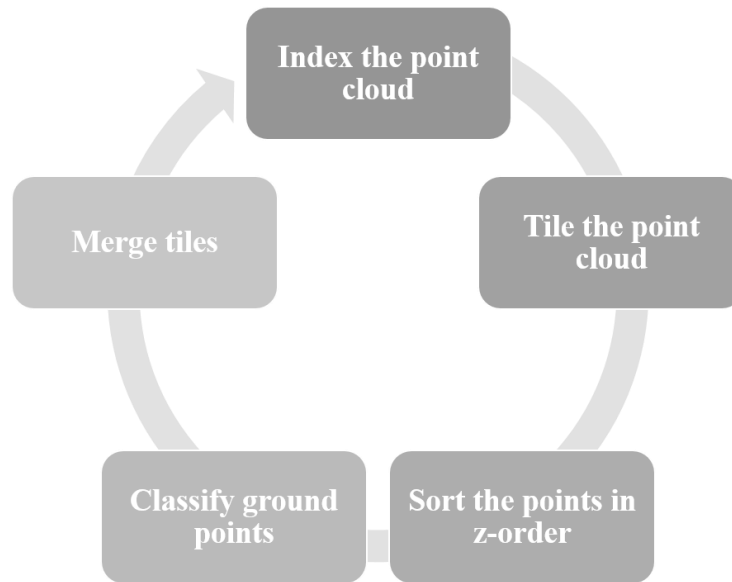 Index the point
cloud
Tile the point
cloud
Sort the points in
z-order
Classify ground
points
Merge tiles